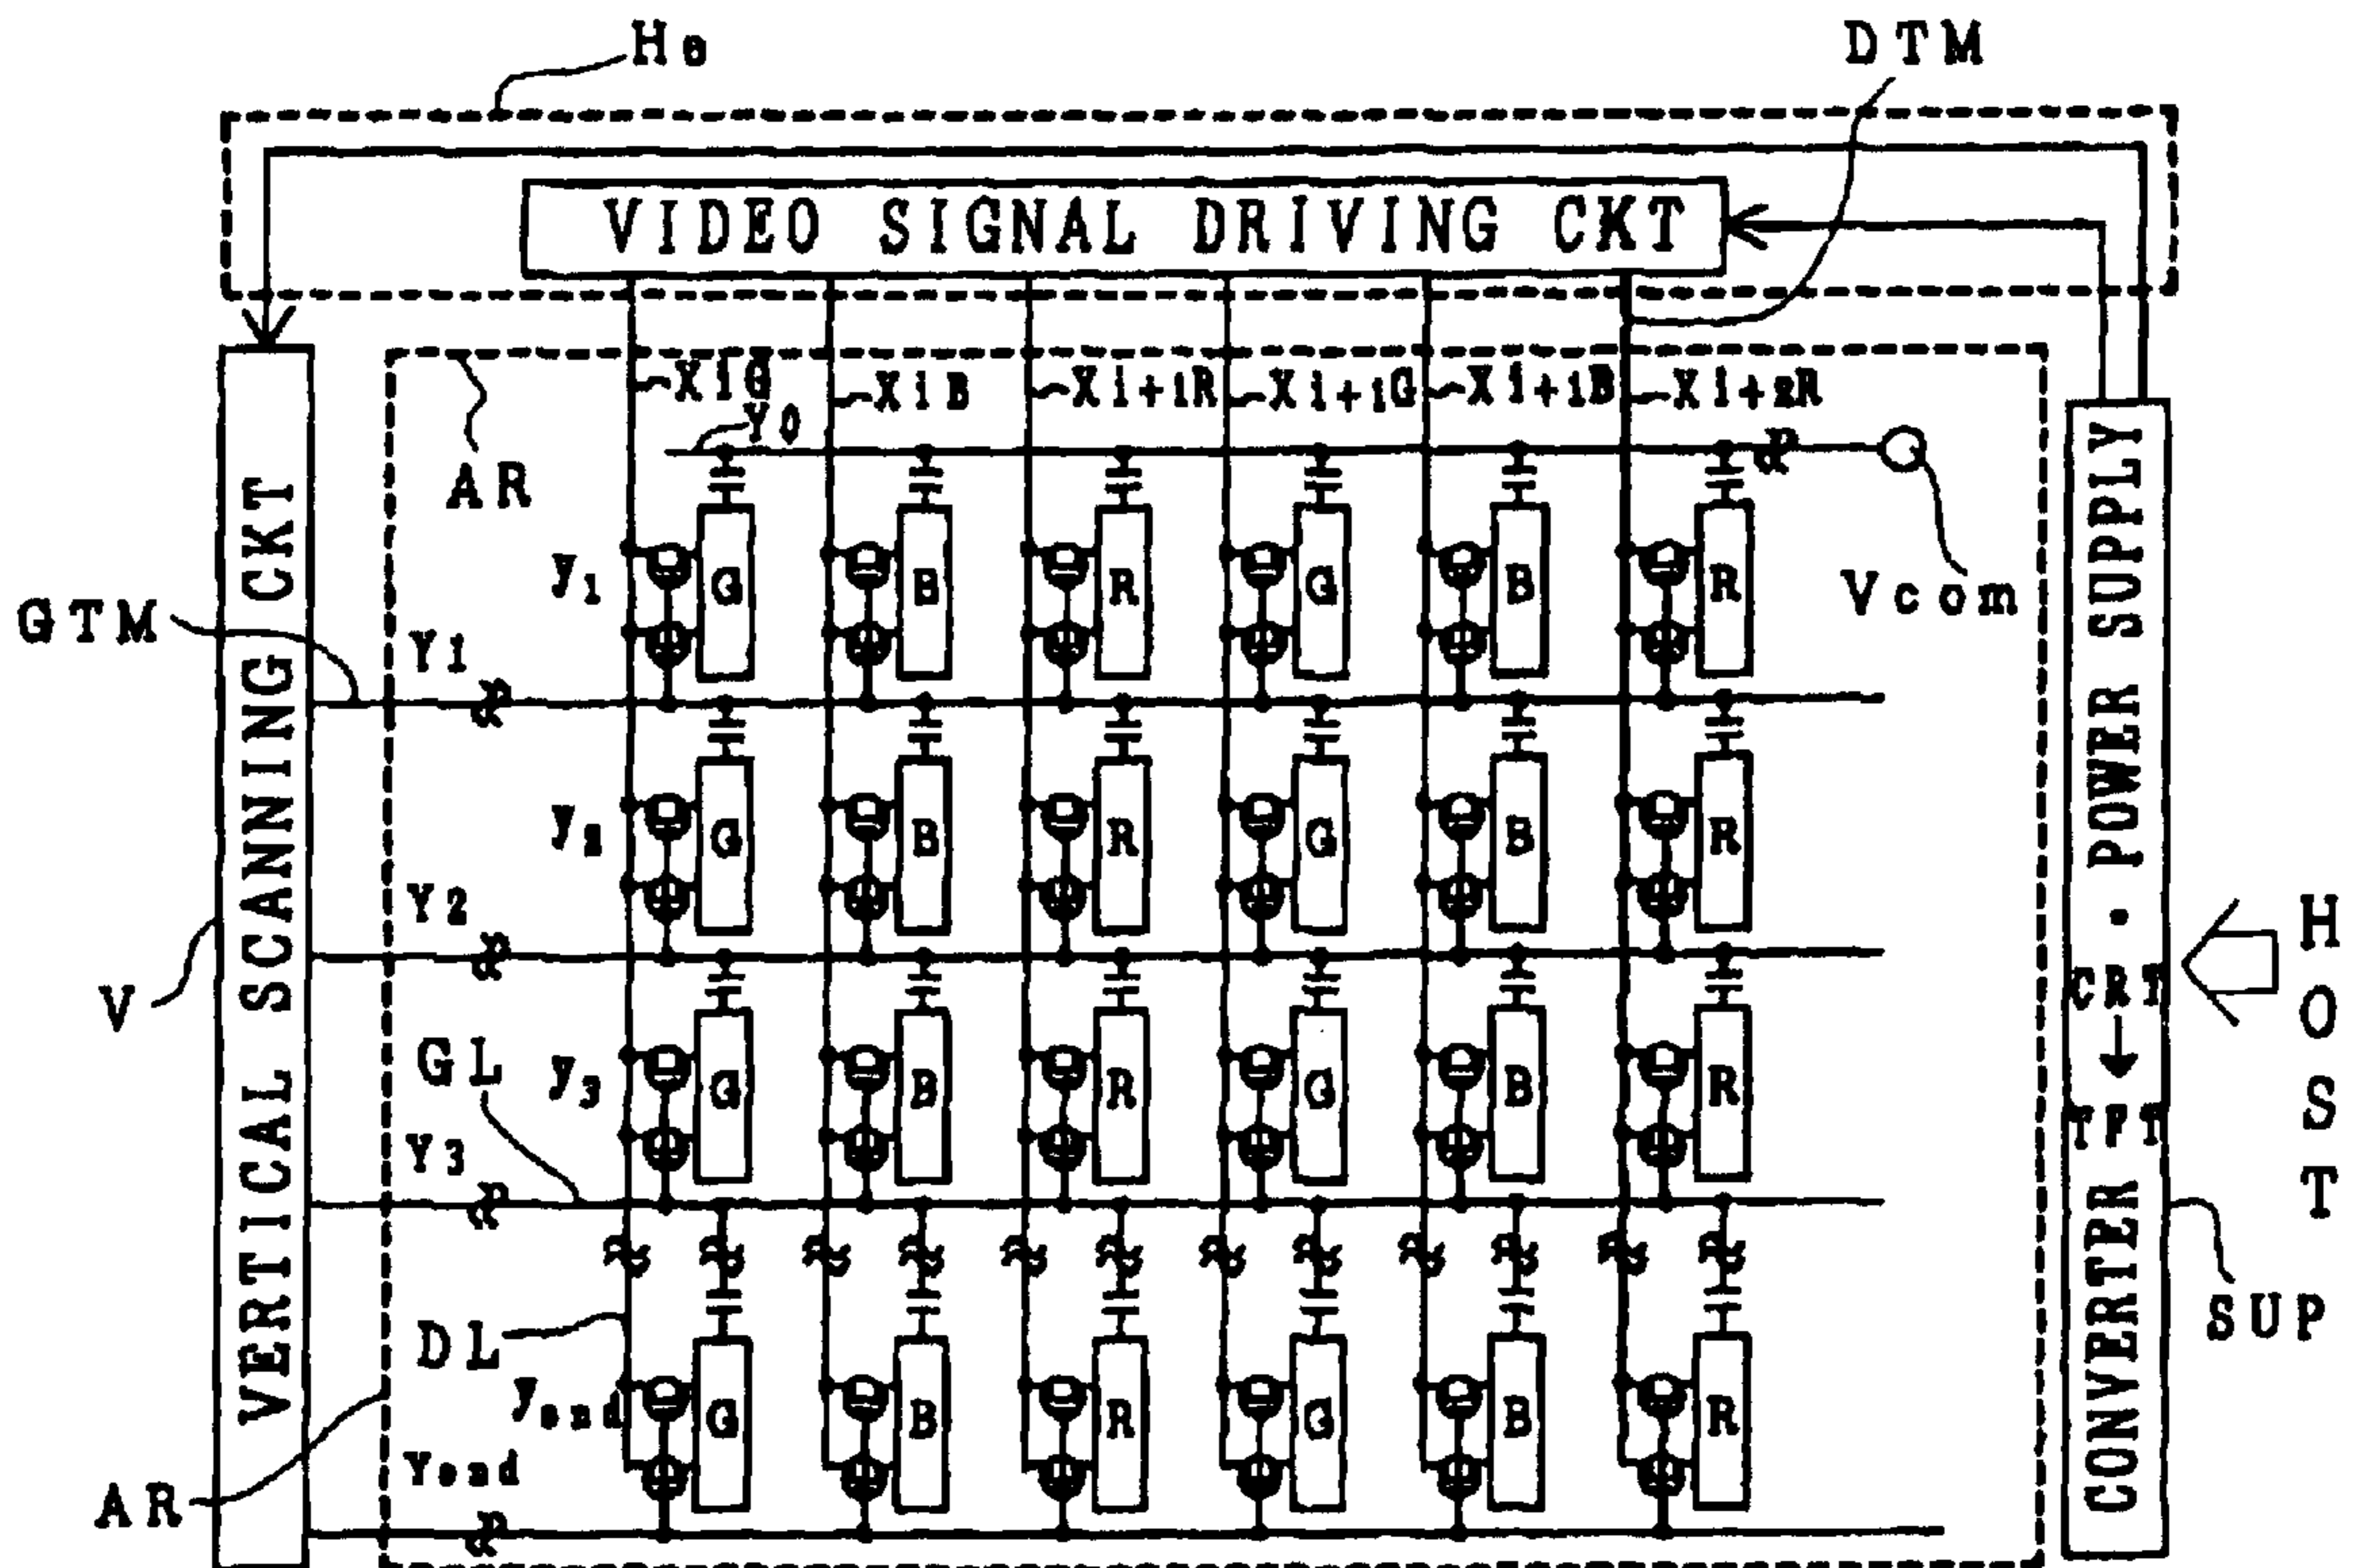 He
DTM
VIDEO SIGNAL DRIVING CKT
XiG
XiB
Xi+1R
Xi+1G
Xi+1B
Xi+2R
Y0
AR
Vcom
VERTICAL SCANNING CKT
CONVERTER · POWER SUPPLY
CRT
↓
TFT
HOST
GTM
y1
G B R G B R
Y1
y2
G B R G B R
Y2
V
GL
y3
G B R G B R
Y3
SUP
DL
yend
G B R G B R
Yend
AR